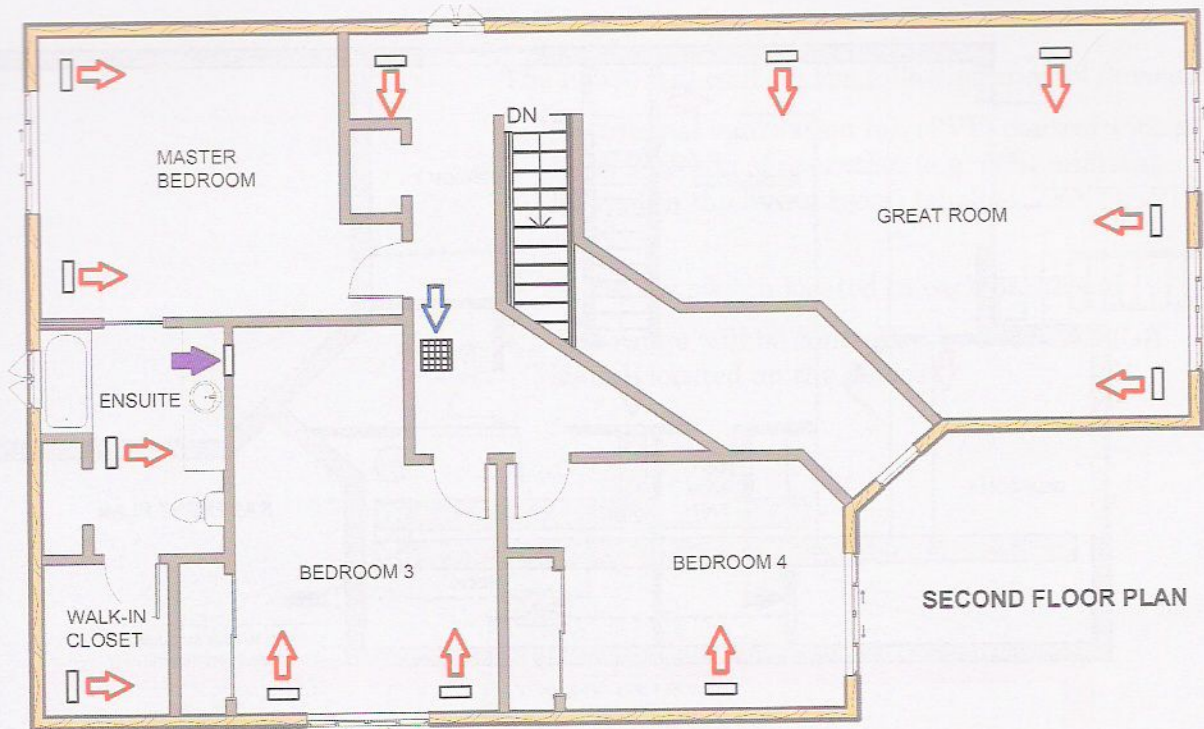 DN
MASTER
BEDROOM
GREAT ROOM
ENSUITE
BEDROOM 3
BEDROOM 4
SECOND FLOOR PLAN
WALK-IN
CLOSET